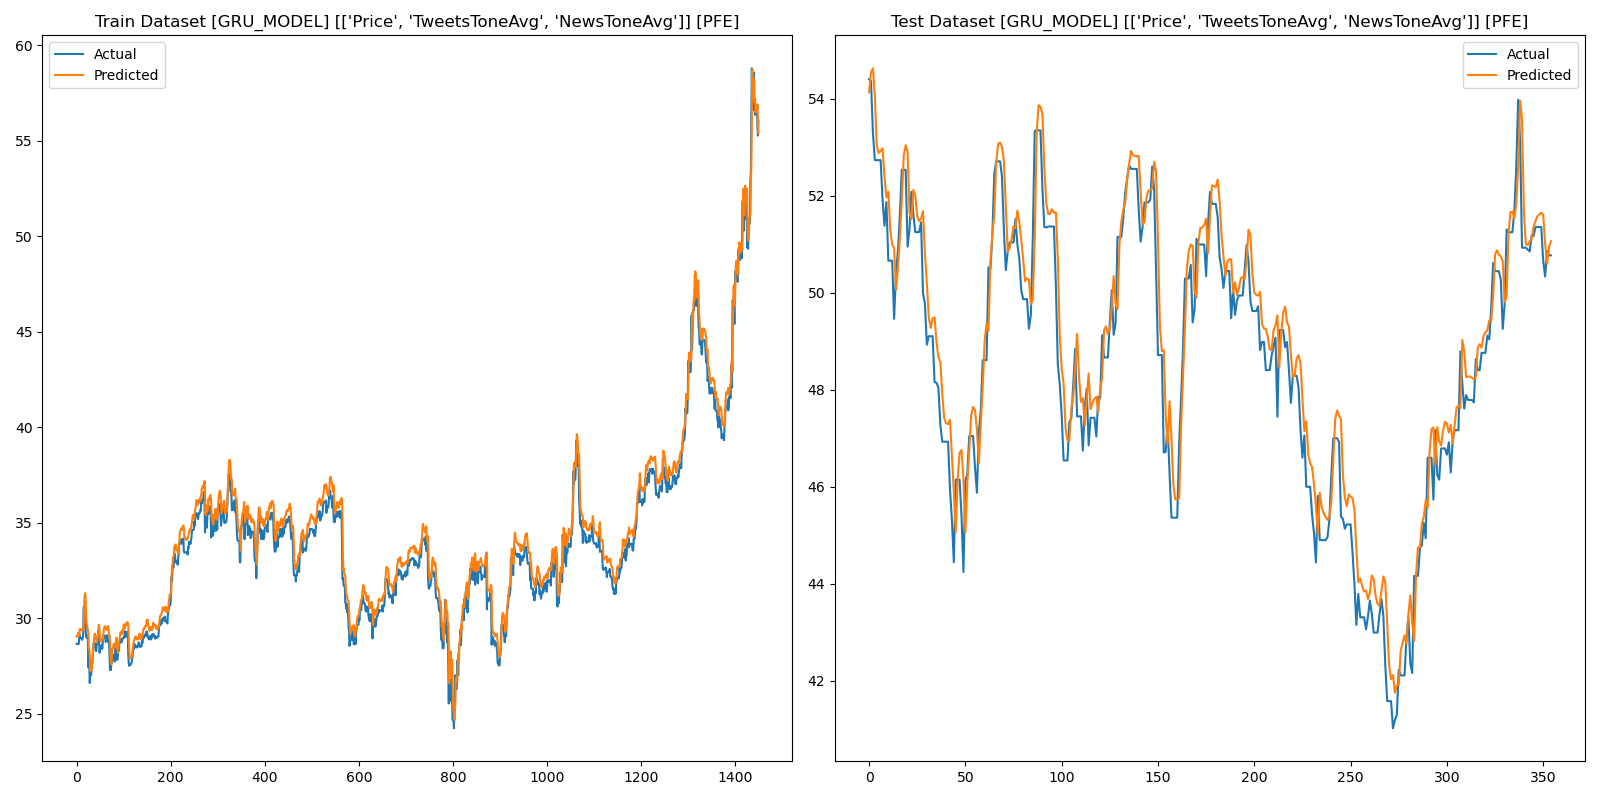 Train Dataset [GRU_MODEL] [['Price', 'TweetsToneAvg', 'NewsToneAvg']] [PFE]
Actual
Predicted
60
55
50
45
40
35
30
25
0 200 400 600 800 1000 1200 1400
Test Dataset [GRU_MODEL] [['Price', 'TweetsToneAvg', 'NewsToneAvg']] [PFE]
Actual
Predicted
54
52
50
48
46
44
42
0 50 100 150 200 250 300 350